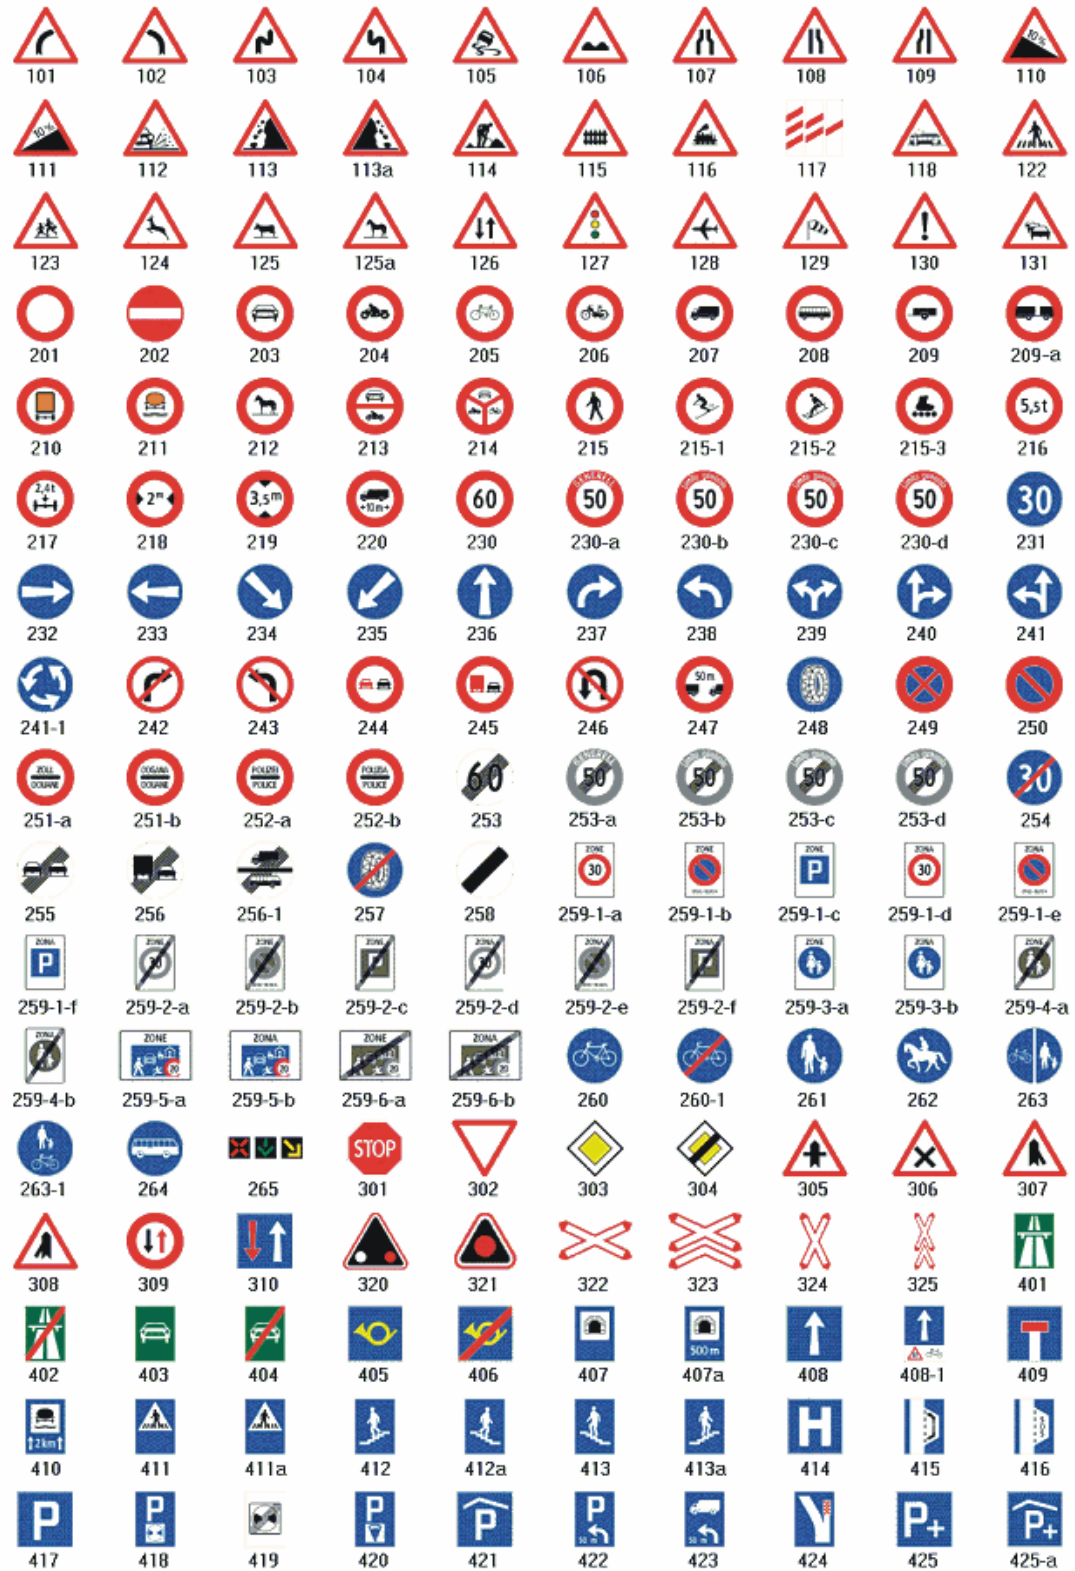 10%
101 102 103 104 105 106 107 108 109 110
10%
111 112 113 113a 114 115 116 117 118 122
123 124 125 125a 126 127 128 129 130 131
201 202 203 204 205 206 207 208 209 209-a
5,5t
210 211 212 213 214 215 215-1 215-2 215-3 216
2,4t 2m 3,5m +10m+ 60 GENERELL 50 50 50 50 30
217 218 219 220 230 230-a 230-b 230-c 230-d 231
232 233 234 235 236 237 238 239 240 241
50 m
241-1 242 243 244 245 246 247 248 249 250
ZOLL DOUANE DOGANA DOUANE POLIZEI POLICE POLIZIA POLICE 60 GENERELL 50 50 50 50 30
251-a 251-b 252-a 252-b 253 253-a 253-b 253-c 253-d 254
ZONE 30 ZONE ZONE P ZONA 30 ZONA
255 256 256-1 257 258 259-1-a 259-1-b 259-1-c 259-1-d 259-1-e
ZONA P ZONE 30 ZONE ZONE P ZONA 30 ZONA ZONA P ZONE ZONA ZONE
259-1-f 259-2-a 259-2-b 259-2-c 259-2-d 259-2-e 259-2-f 259-3-a 259-3-b 259-4-a
ZONA ZONE 20 ZONA 20 ZONE 20 ZONA 20
259-4-b 259-5-a 259-5-b 259-6-a 259-6-b 260 260-1 261 262 263
STOP
263-1 264 265 301 302 303 304 305 306 307
308 309 310 320 321 322 323 324 325 401
500 m
402 403 404 405 406 407 407a 408 408-1 409
2km H SOS
410 411 411a 412 412a 413 413a 414 415 416
P P P P P 50 m 50 m P+ P+
417 418 419 420 421 422 423 424 425 425-a